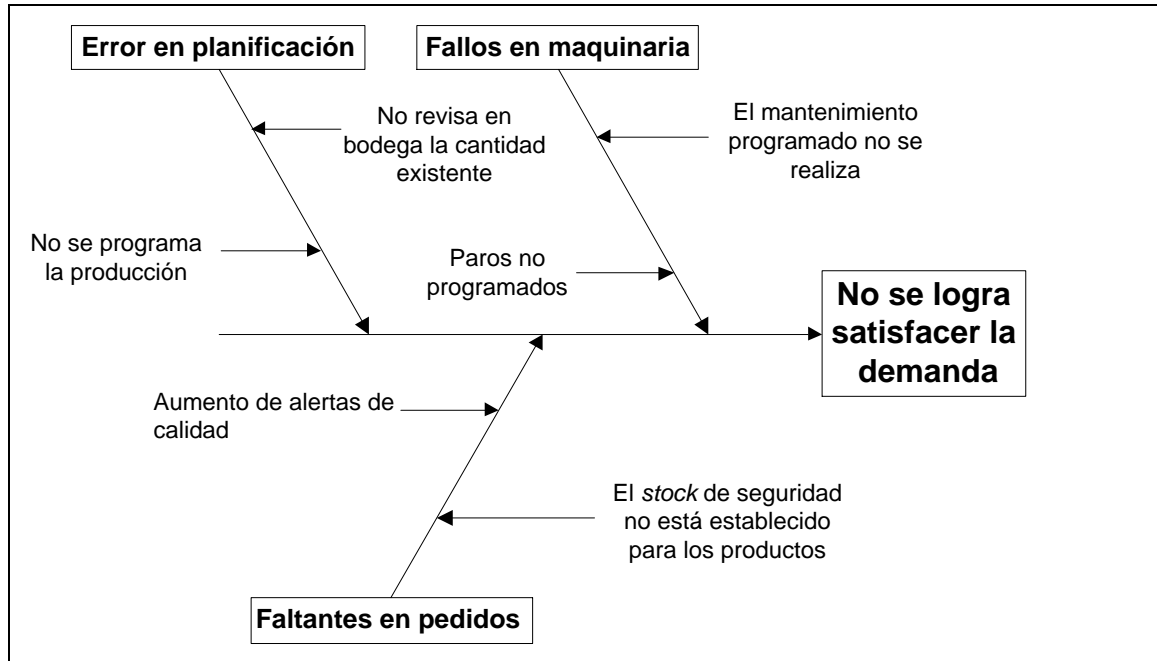 Error en planificación
Fallos en maquinaria
No revisa en
bodega la cantidad
existente
El mantenimiento
programado no se
realiza
No se programa
la producción
Paros no
programados
No se logra
satisfacer la
demanda
Aumento de alertas de
calidad
El stock de seguridad
no está establecido
para los productos
Faltantes en pedidos